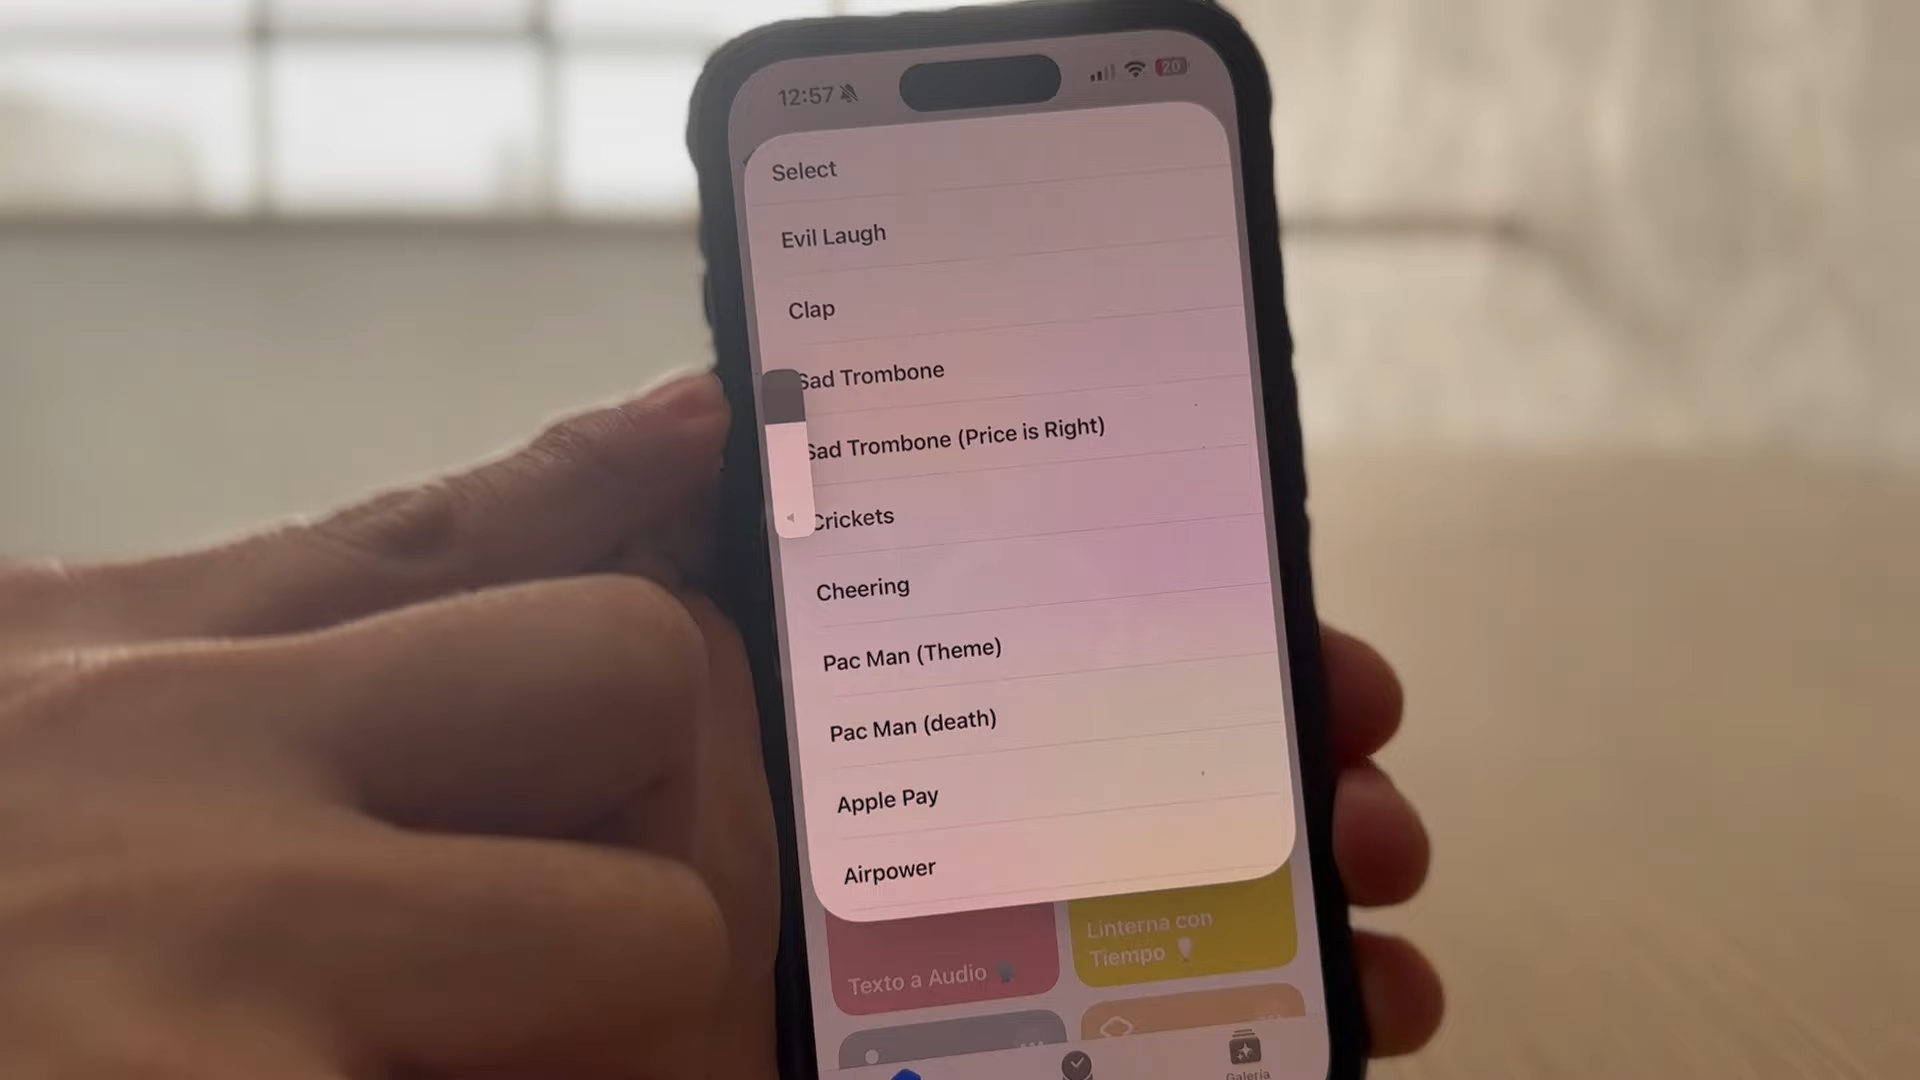 12:57
20
Select
Evil Laugh
Clap
Sad Trombone
Sad Trombone (Price is Right)
Crickets
Cheering
Pac Man (Theme)
Pac Man (death)
Apple Pay
Airpower
Texto a Audio
Linterna con
Tiempo
Galería